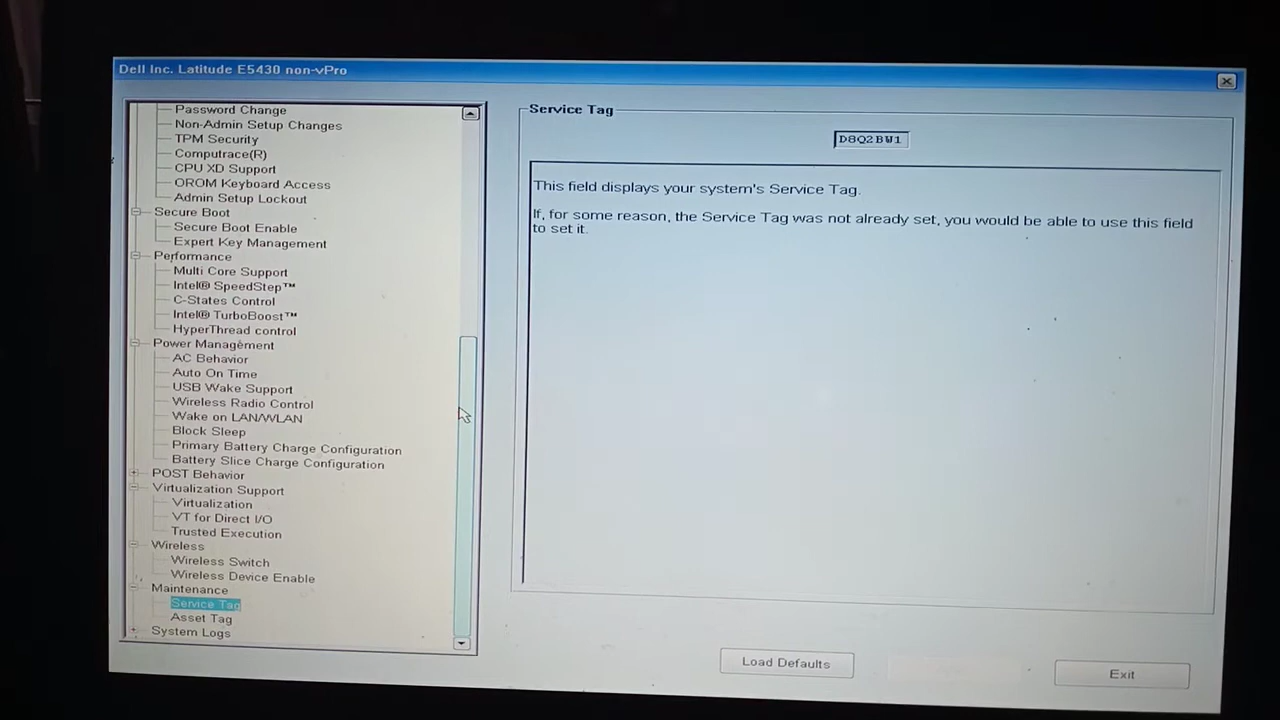 Dell Inc. Latitude E5430 non-vPro
Password Change
Non-Admin Setup Changes
TPM Security
Computrace(R)
CPU XD Support
OROM Keyboard Access
Admin Setup Lockout
Secure Boot
Secure Boot Enable
Expert Key Management
Performance
Multi Core Support
Intel® SpeedStep™
C-States Control
Intel® TurboBoost™
HyperThread control
Power Management
AC Behavior
Auto On Time
USB Wake Support
Wireless Radio Control
Wake on LAN/WLAN
Block Sleep
Primary Battery Charge Configuration
Battery Slice Charge Configuration
POST Behavior
Virtualization Support
Virtualization
VT for Direct I/O
Trusted Execution
Wireless
Wireless Switch
Wireless Device Enable
Maintenance
Service Tag
Asset Tag
System Logs
Service Tag
D8Q2BW1
This field displays your system's Service Tag.
If, for some reason, the Service Tag was not already set, you would be able to use this field
to set it.
Load Defaults
Exit